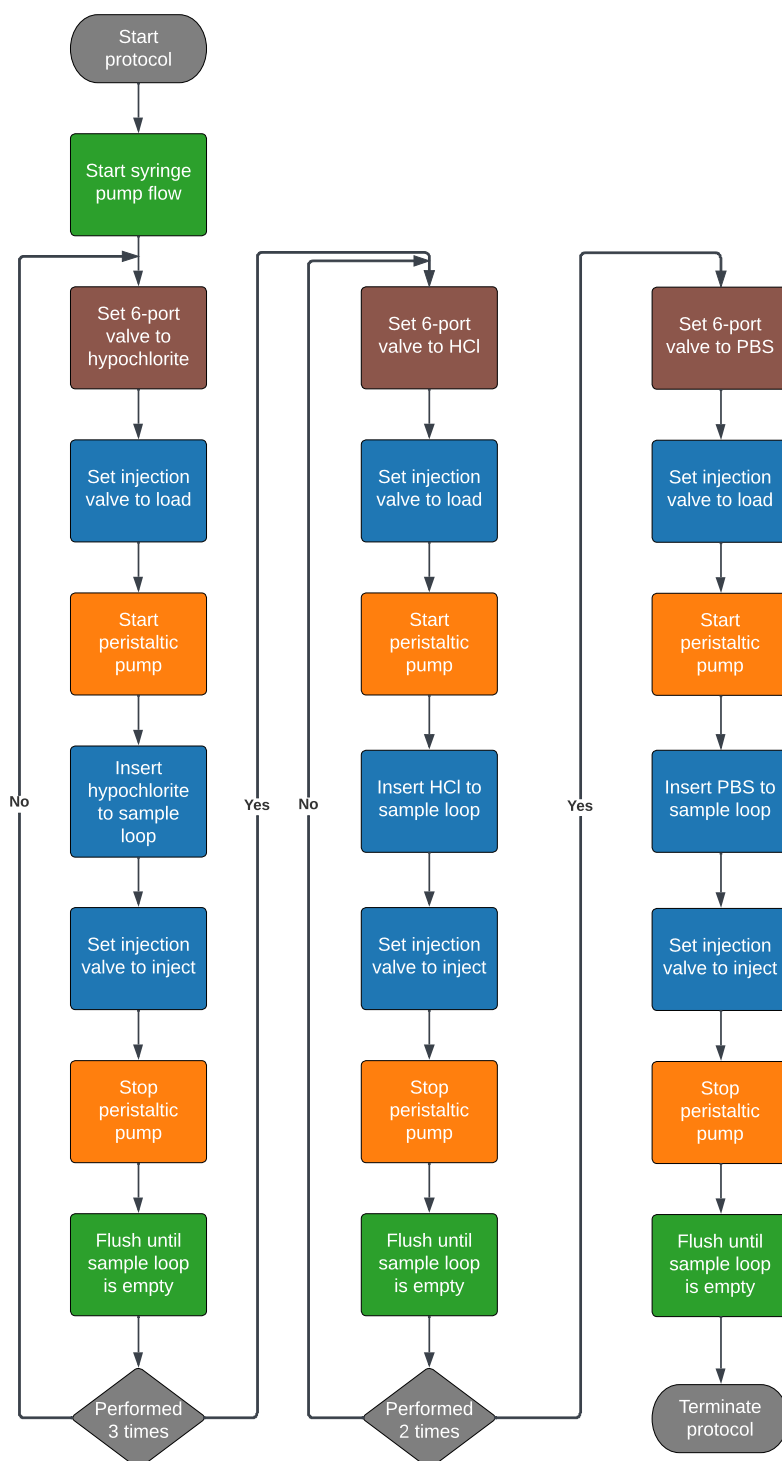 Start
protocol
Start syringe
pump flow
Set 6-port
valve to
hypochlorite
Set injection
valve to load
Start
peristaltic
pump
Insert
hypochlorite
to sample
loop
Set injection
valve to inject
Stop
peristaltic
pump
Flush until
sample loop
is empty
Performed
3 times
No
Yes
Set 6-port
valve to HCl
Set injection
valve to load
Start
peristaltic
pump
Insert HCl to
sample loop
Set injection
valve to inject
Stop
peristaltic
pump
Flush until
sample loop
is empty
Performed
2 times
No
Yes
Set 6-port
valve to PBS
Set injection
valve to load
Start
peristaltic
pump
Insert PBS to
sample loop
Set injection
valve to inject
Stop
peristaltic
pump
Flush until
sample loop
is empty
Terminate
protocol